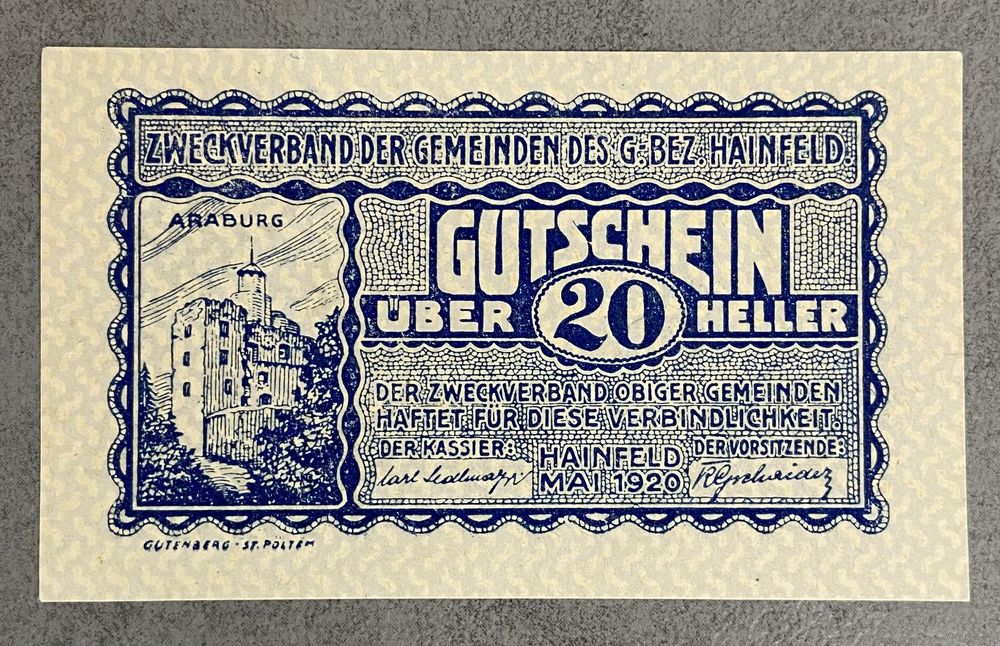 ZWECKVERBAND DER GEMEINDEN DES G:BEZ. HAINFELD.
ARABURG
GUTSCHEIN
ÜBER 20 HELLER
DER ZWECKVERBAND OBIGER GEMEINDEN
HAFTET FÜR DIESE VERBINDLICHKEIT.
DER KASSIER:
HAINFELD
MAI 1920
DER VORSITZENDE:
GUTENBERG · ST. PÖLTEN